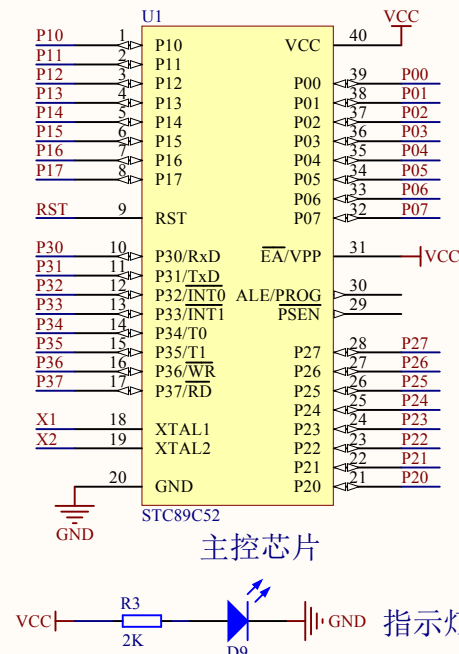 U1
P10 1 P10 VCC 40 VCC
P11 2 P11
P12 3 P12 P00 39 P00
P13 4 P13 P01 38 P01
P14 5 P14 P02 37 P02
P15 6 P15 P03 36 P03
P16 7 P16 P04 35 P04
P17 8 P17 P05 34 P05
P06 33 P06
RST 9 RST P07 32 P07
P30 10 P30/RxD EA/VPP 31 VCC
P31 11 P31/TxD
P32 12 P32/INT0 ALE/PROG 30
P33 13 P33/INT1 PSEN 29
P34 14 P34/T0
P35 15 P35/T1 P27 28 P27
P36 16 P36/WR P26 27 P26
P37 17 P37/RD P25 26 P25
P24 25 P24
X1 18 XTAL1 P23 24 P23
X2 19 XTAL2 P22 23 P22
P21 22 P21
20 GND P20 21 P20
GND
STC89C52
主控芯片
VCC R3 2K D9 GND 指示灯